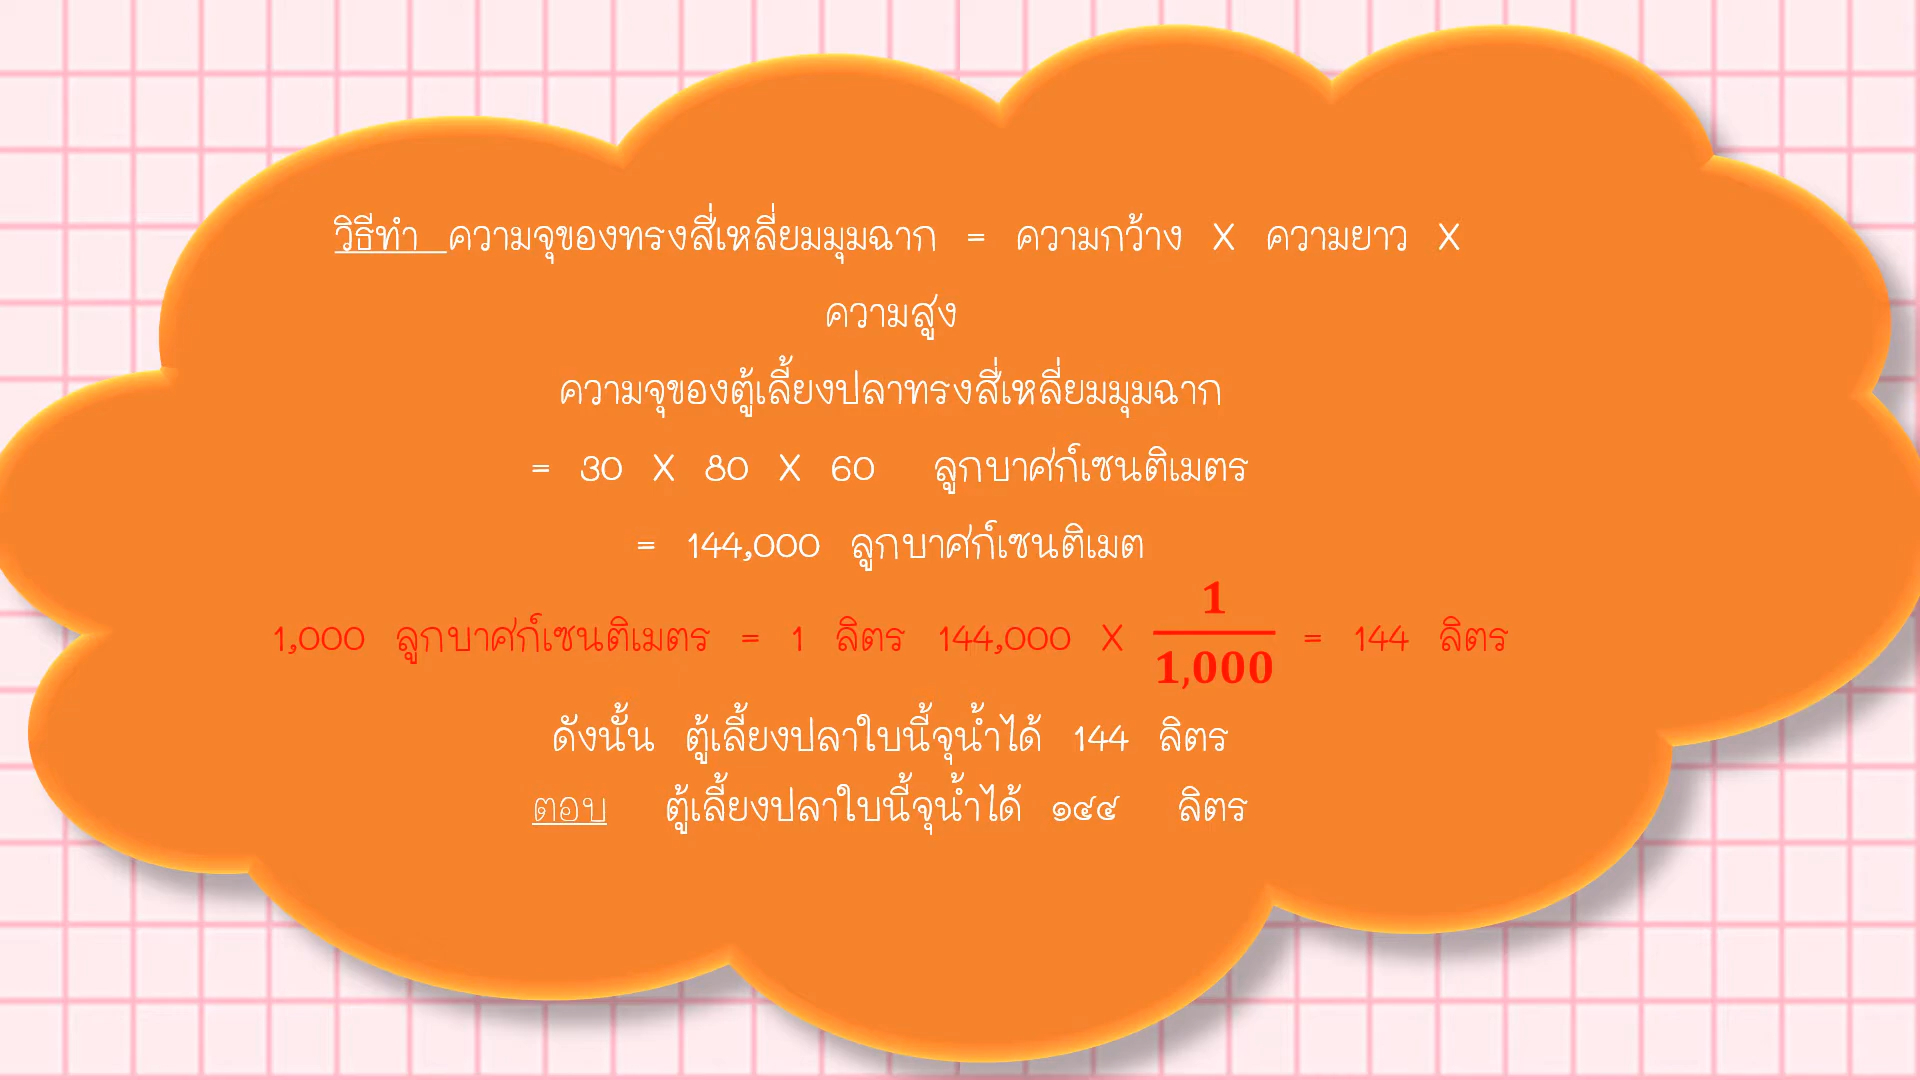 วิธีทำ ความจุของทรงสี่เหลี่ยมมุมฉาก = ความกว้าง X ความยาว X
ความสูง
ความจุของตู้เลี้ยงปลาทรงสี่เหลี่ยมมุมฉาก
= 30 X 80 X 60 ลูกบาศก์เซนติเมตร
= 144,000 ลูกบาศก์เซนติเมต
1,000 ลูกบาศก์เซนติเมตร = 1 ลิตร 144,000 X 1/1,000 = 144 ลิตร
ดังนั้น ตู้เลี้ยงปลาใบนี้จุน้ำได้ 144 ลิตร
ตอบ ตู้เลี้ยงปลาใบนี้จุน้ำได้ ๑๔๔ ลิตร